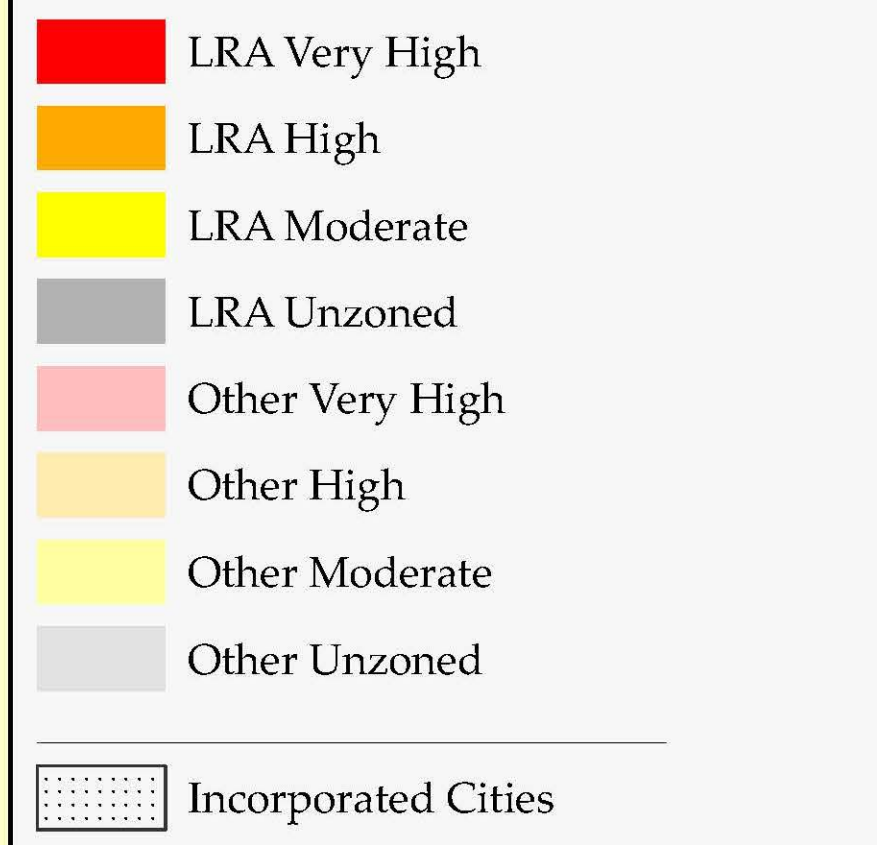 LRA Very High
LRA High
LRA Moderate
LRA Unzoned
Other Very High
Other High
Other Moderate
Other Unzoned
Incorporated Cities